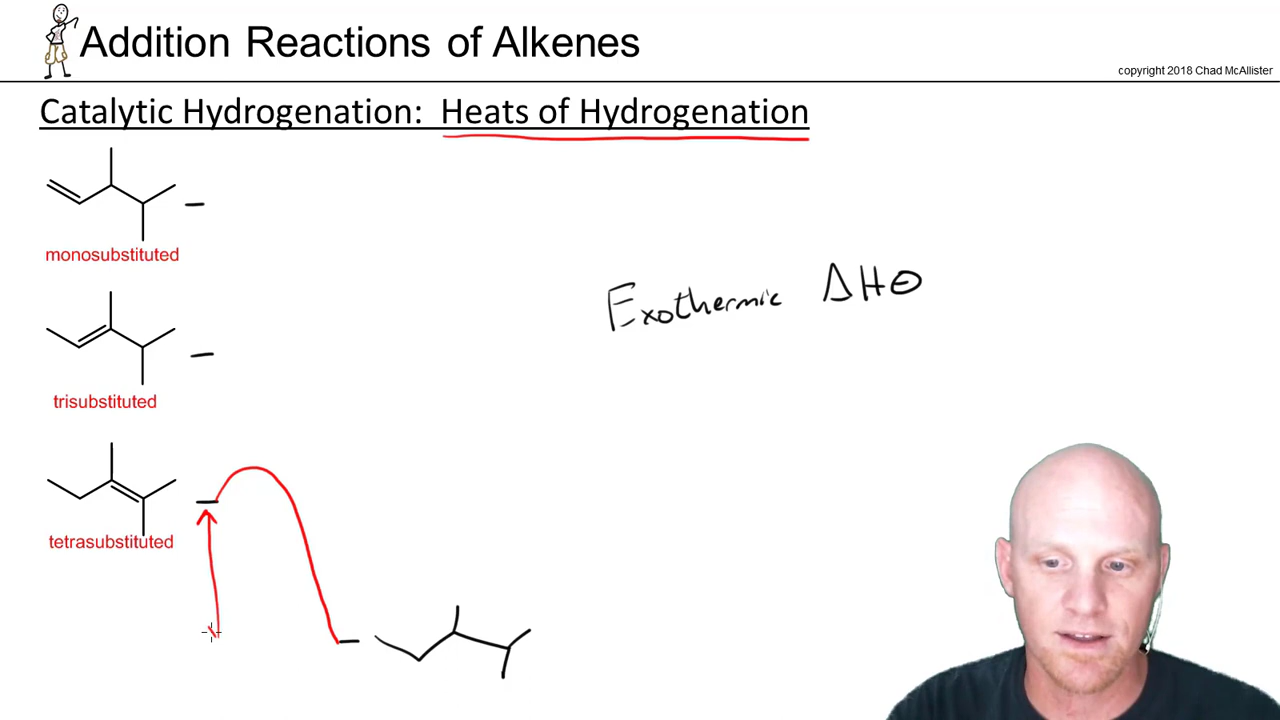 Addition Reactions of Alkenes
copyright 2018 Chad McAllister
Catalytic Hydrogenation: Heats of Hydrogenation
monosubstituted
Exothermic ΔH⊖
trisubstituted
tetrasubstituted